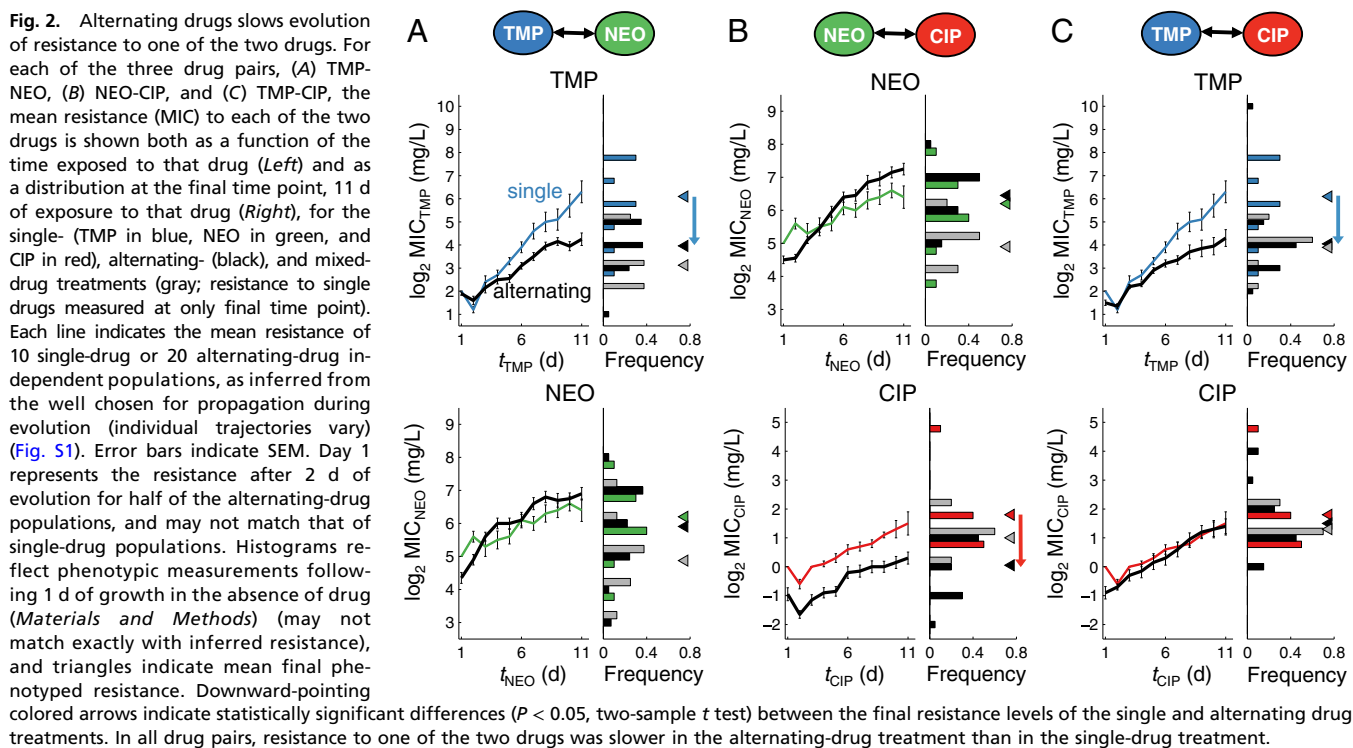 Fig. 2. Alternating drugs slows evolution
of resistance to one of the two drugs. For
each of the three drug pairs, (A) TMP-
NEO, (B) NEO-CIP, and (C) TMP-CIP, the
mean resistance (MIC) to each of the two
drugs is shown both as a function of the
time exposed to that drug (Left) and as
a distribution at the final time point, 11 d
of exposure to that drug (Right), for the
single- (TMP in blue, NEO in green, and
CIP in red), alternating- (black), and mixed-
drug treatments (gray; resistance to single
drugs measured at only final time point).
Each line indicates the mean resistance of
10 single-drug or 20 alternating-drug in-
dependent populations, as inferred from
the well chosen for propagation during
evolution (individual trajectories vary)
(Fig. S1). Error bars indicate SEM. Day 1
represents the resistance after 2 d of
evolution for half of the alternating-drug
populations, and may not match that of
single-drug populations. Histograms re-
flect phenotypic measurements follow-
ing 1 d of growth in the absence of drug
(Materials and Methods) (may not
match exactly with inferred resistance),
and triangles indicate mean final phe-
notyped resistance. Downward-pointing
colored arrows indicate statistically significant differences (P < 0.05, two-sample t test) between the final resistance levels of the single and alternating drug
treatments. In all drug pairs, resistance to one of the two drugs was slower in the alternating-drug treatment than in the single-drug treatment.
A
TMP NEO
TMP
log2 MICTMP (mg/L)
10
9
8
7
6
5
4
3
2
1
single
alternating
1 6 11
tTMP (d)
0 0.4 0.8
Frequency
NEO
log2 MICNEO (mg/L)
9
8
7
6
5
4
3
1 6 11
tNEO (d)
0 0.4 0.8
Frequency
B
NEO CIP
NEO
log2 MICNEO (mg/L)
9
8
7
6
5
4
3
1 6 11
tNEO (d)
0 0.4 0.8
Frequency
CIP
log2 MICCIP (mg/L)
5
4
3
2
1
0
−1
−2
1 6 11
tCIP (d)
0 0.4 0.8
Frequency
C
TMP CIP
TMP
log2 MICTMP (mg/L)
10
9
8
7
6
5
4
3
2
1
1 6 11
tTMP (d)
0 0.4 0.8
Frequency
CIP
log2 MICCIP (mg/L)
5
4
3
2
1
0
−1
−2
1 6 11
tCIP (d)
0 0.4 0.8
Frequency